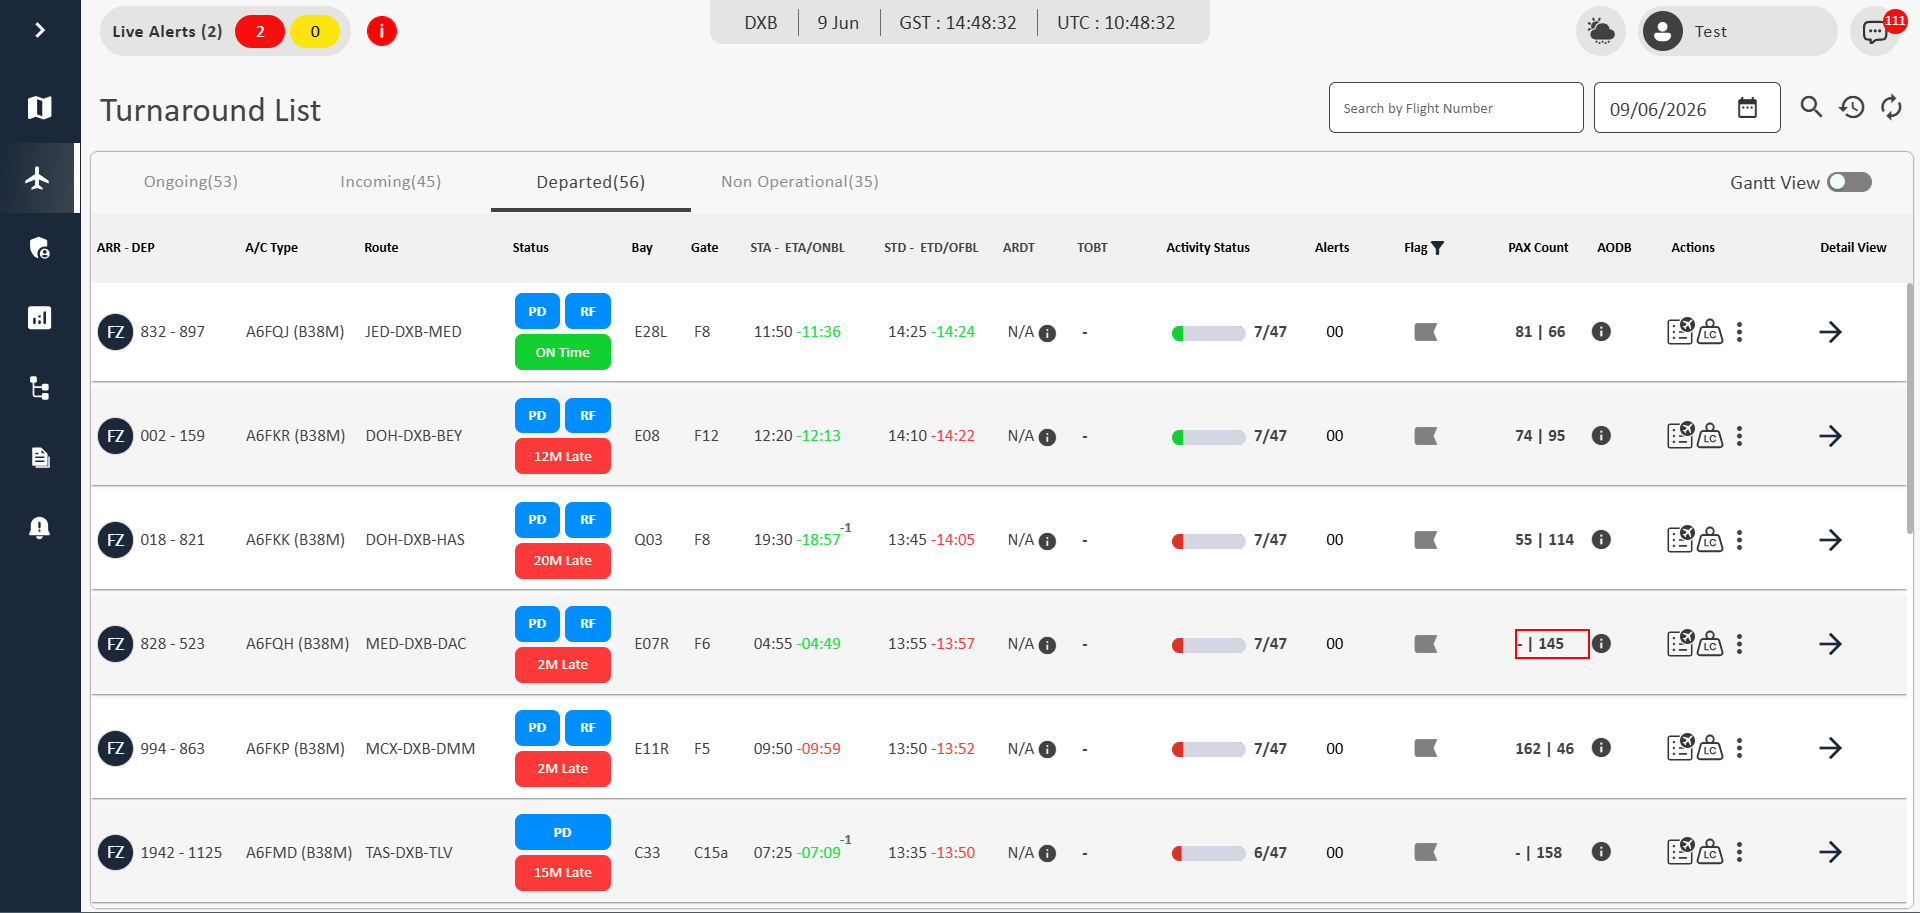 Live Alerts (2) 2 0 i
DXB 9 Jun GST : 14:48:32 UTC : 10:48:32
Test 111
Turnaround List
Search by Flight Number 09/06/2026
Ongoing(53) Incoming(45) Departed(56) Non Operational(35) Gantt View
ARR - DEP A/C Type Route Status Bay Gate STA - ETA/ONBL STD - ETD/OFBL ARDT TOBT Activity Status Alerts Flag PAX Count AODB Actions Detail View
PD RF
FZ 832 - 897 A6FQJ (B38M) JED-DXB-MED E28L F8 11:50 -11:36 14:25 -14:24 N/A i - 7/47 00 81 | 66 i LC
ON Time
PD RF
FZ 002 - 159 A6FKR (B38M) DOH-DXB-BEY E08 F12 12:20 -12:13 14:10 -14:22 N/A i - 7/47 00 74 | 95 i LC
12M Late
PD RF
FZ 018 - 821 A6FKK (B38M) DOH-DXB-HAS Q03 F8 19:30 -18:57 -1 13:45 -14:05 N/A i - 7/47 00 55 | 114 i LC
20M Late
PD RF
FZ 828 - 523 A6FQH (B38M) MED-DXB-DAC E07R F6 04:55 -04:49 13:55 -13:57 N/A i - 7/47 00 - | 145 i LC
2M Late
PD RF
FZ 994 - 863 A6FKP (B38M) MCX-DXB-DMM E11R F5 09:50 -09:59 13:50 -13:52 N/A i - 7/47 00 162 | 46 i LC
2M Late
PD
FZ 1942 - 1125 A6FMD (B38M) TAS-DXB-TLV C33 C15a 07:25 -07:09 -1 13:35 -13:50 N/A i - 6/47 00 - | 158 i LC
15M Late